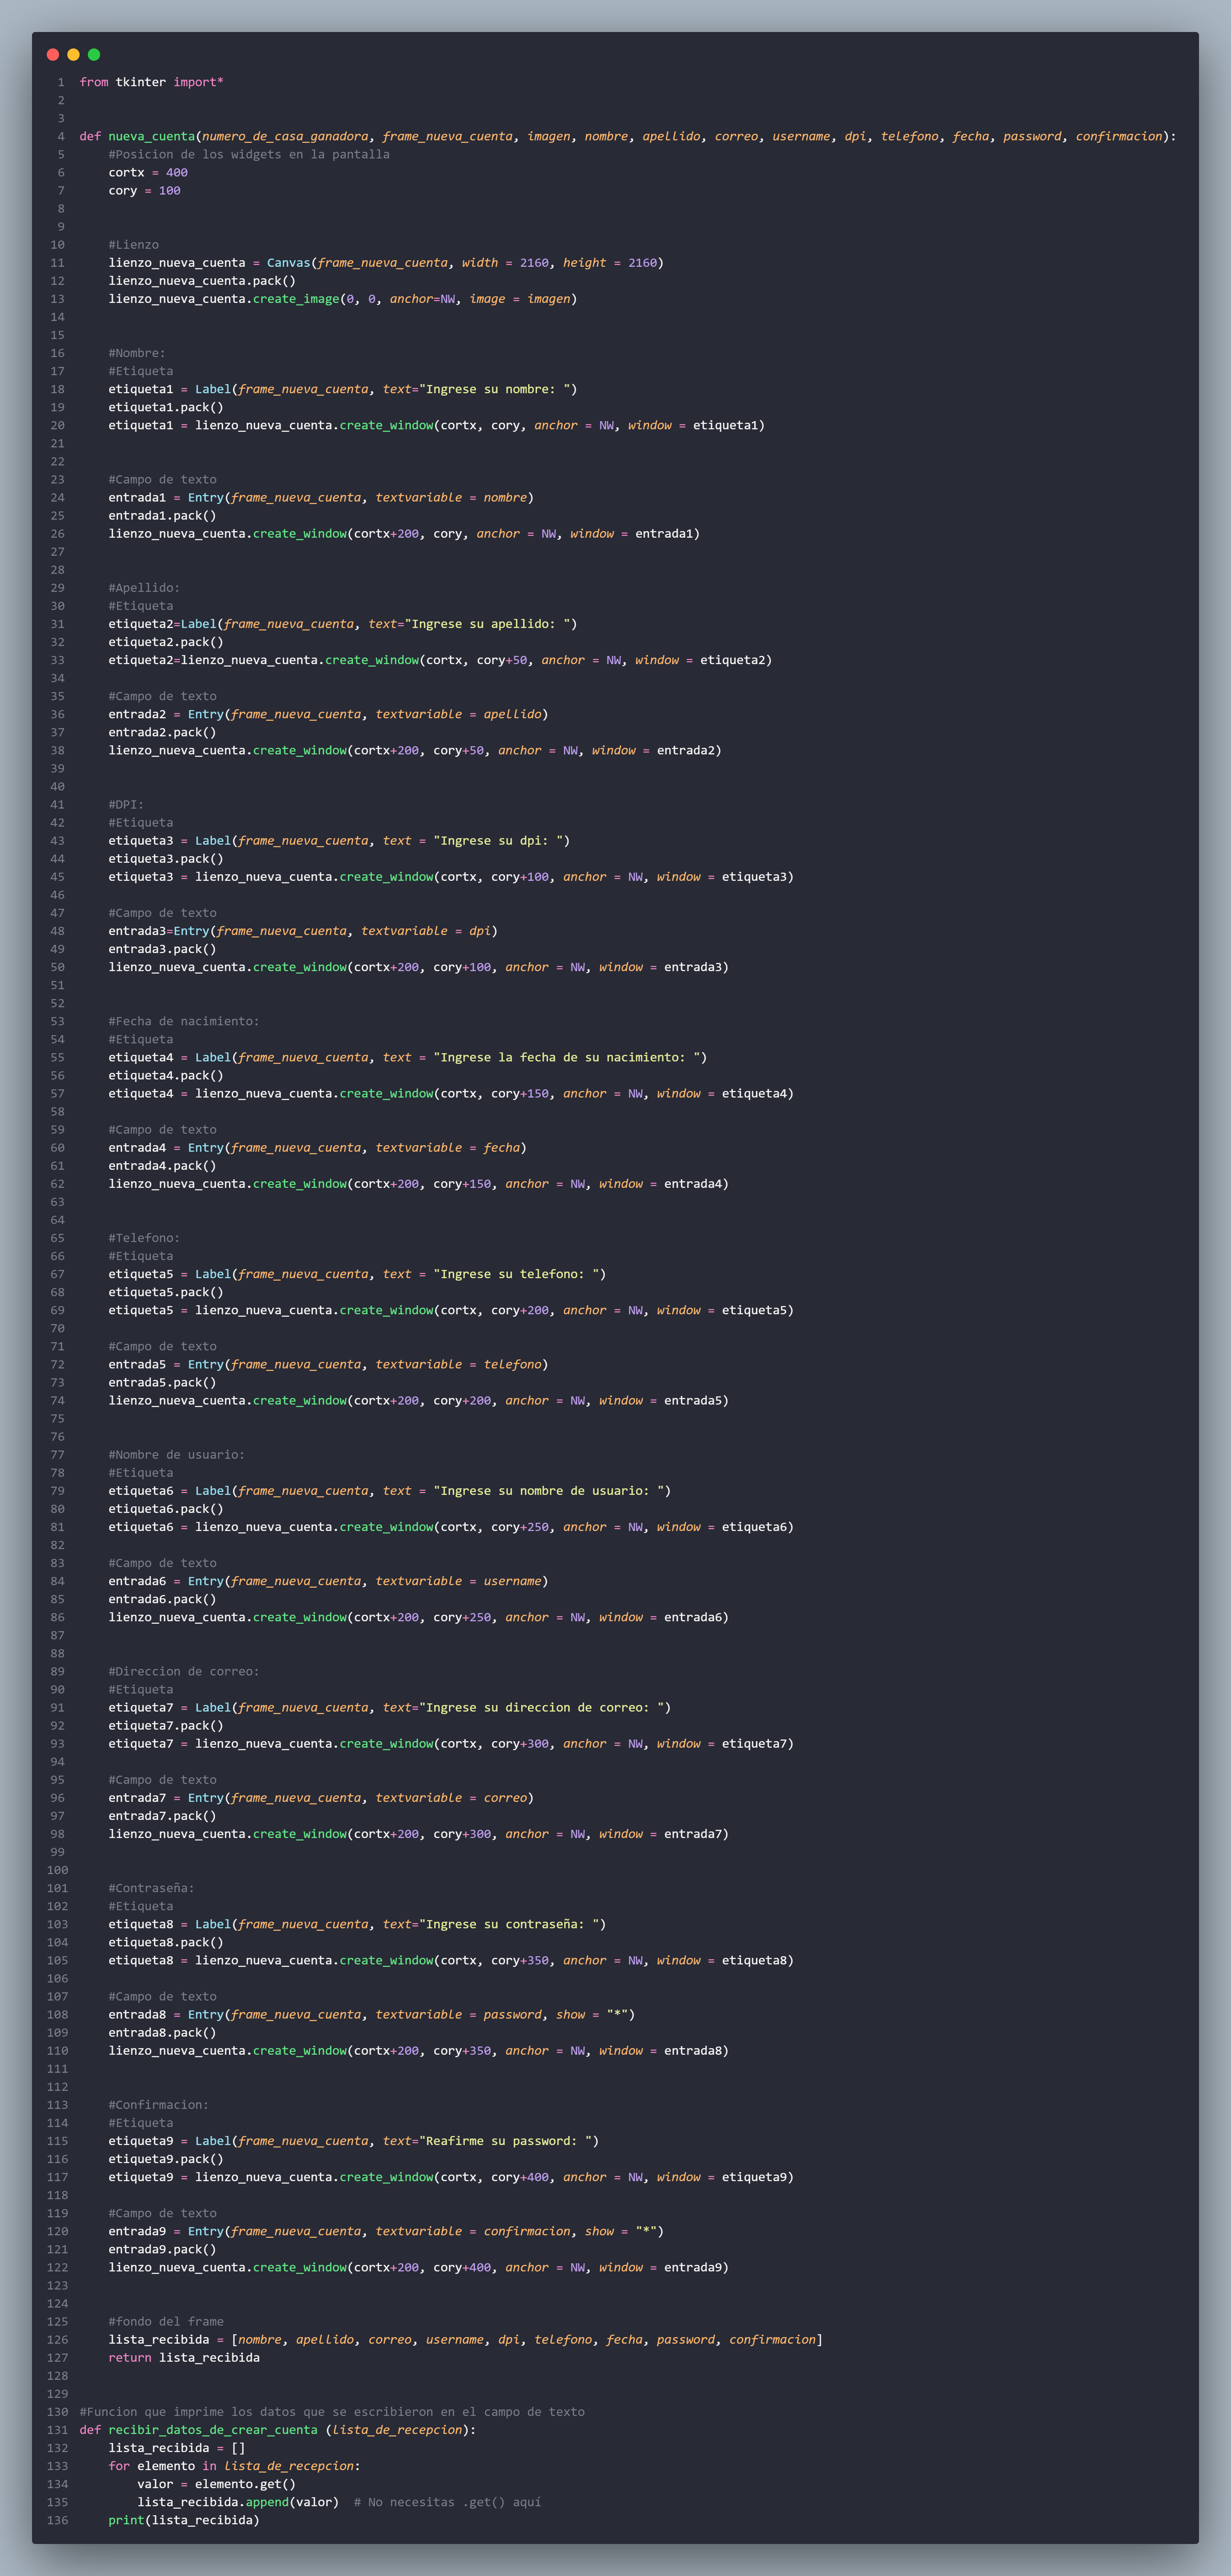 1 from tkinter import*
2
3
4 def nueva_cuenta(numero_de_casa_ganadora, frame_nueva_cuenta, imagen, nombre, apellido, correo, username, dpi, telefono, fecha, password, confirmacion):
5     #Posicion de los widgets en la pantalla
6     cortx = 400
7     cory = 100
8
9
10     #Lienzo
11     lienzo_nueva_cuenta = Canvas(frame_nueva_cuenta, width = 2160, height = 2160)
12     lienzo_nueva_cuenta.pack()
13     lienzo_nueva_cuenta.create_image(0, 0, anchor=NW, image = imagen)
14
15
16     #Nombre:
17     #Etiqueta
18     etiqueta1 = Label(frame_nueva_cuenta, text="Ingrese su nombre: ")
19     etiqueta1.pack()
20     etiqueta1 = lienzo_nueva_cuenta.create_window(cortx, cory, anchor = NW, window = etiqueta1)
21
22
23     #Campo de texto
24     entrada1 = Entry(frame_nueva_cuenta, textvariable = nombre)
25     entrada1.pack()
26     lienzo_nueva_cuenta.create_window(cortx+200, cory, anchor = NW, window = entrada1)
27
28
29     #Apellido:
30     #Etiqueta
31     etiqueta2=Label(frame_nueva_cuenta, text="Ingrese su apellido: ")
32     etiqueta2.pack()
33     etiqueta2=lienzo_nueva_cuenta.create_window(cortx, cory+50, anchor = NW, window = etiqueta2)
34
35     #Campo de texto
36     entrada2 = Entry(frame_nueva_cuenta, textvariable = apellido)
37     entrada2.pack()
38     lienzo_nueva_cuenta.create_window(cortx+200, cory+50, anchor = NW, window = entrada2)
39
40
41     #DPI:
42     #Etiqueta
43     etiqueta3 = Label(frame_nueva_cuenta, text = "Ingrese su dpi: ")
44     etiqueta3.pack()
45     etiqueta3 = lienzo_nueva_cuenta.create_window(cortx, cory+100, anchor = NW, window = etiqueta3)
46
47     #Campo de texto
48     entrada3=Entry(frame_nueva_cuenta, textvariable = dpi)
49     entrada3.pack()
50     lienzo_nueva_cuenta.create_window(cortx+200, cory+100, anchor = NW, window = entrada3)
51
52
53     #Fecha de nacimiento:
54     #Etiqueta
55     etiqueta4 = Label(frame_nueva_cuenta, text = "Ingrese la fecha de su nacimiento: ")
56     etiqueta4.pack()
57     etiqueta4 = lienzo_nueva_cuenta.create_window(cortx, cory+150, anchor = NW, window = etiqueta4)
58
59     #Campo de texto
60     entrada4 = Entry(frame_nueva_cuenta, textvariable = fecha)
61     entrada4.pack()
62     lienzo_nueva_cuenta.create_window(cortx+200, cory+150, anchor = NW, window = entrada4)
63
64
65     #Telefono:
66     #Etiqueta
67     etiqueta5 = Label(frame_nueva_cuenta, text = "Ingrese su telefono: ")
68     etiqueta5.pack()
69     etiqueta5 = lienzo_nueva_cuenta.create_window(cortx, cory+200, anchor = NW, window = etiqueta5)
70
71     #Campo de texto
72     entrada5 = Entry(frame_nueva_cuenta, textvariable = telefono)
73     entrada5.pack()
74     lienzo_nueva_cuenta.create_window(cortx+200, cory+200, anchor = NW, window = entrada5)
75
76
77     #Nombre de usuario:
78     #Etiqueta
79     etiqueta6 = Label(frame_nueva_cuenta, text = "Ingrese su nombre de usuario: ")
80     etiqueta6.pack()
81     etiqueta6 = lienzo_nueva_cuenta.create_window(cortx, cory+250, anchor = NW, window = etiqueta6)
82
83     #Campo de texto
84     entrada6 = Entry(frame_nueva_cuenta, textvariable = username)
85     entrada6.pack()
86     lienzo_nueva_cuenta.create_window(cortx+200, cory+250, anchor = NW, window = entrada6)
87
88
89     #Direccion de correo:
90     #Etiqueta
91     etiqueta7 = Label(frame_nueva_cuenta, text="Ingrese su direccion de correo: ")
92     etiqueta7.pack()
93     etiqueta7 = lienzo_nueva_cuenta.create_window(cortx, cory+300, anchor = NW, window = etiqueta7)
94
95     #Campo de texto
96     entrada7 = Entry(frame_nueva_cuenta, textvariable = correo)
97     entrada7.pack()
98     lienzo_nueva_cuenta.create_window(cortx+200, cory+300, anchor = NW, window = entrada7)
99
100
101     #Contraseña:
102     #Etiqueta
103     etiqueta8 = Label(frame_nueva_cuenta, text="Ingrese su contraseña: ")
104     etiqueta8.pack()
105     etiqueta8 = lienzo_nueva_cuenta.create_window(cortx, cory+350, anchor = NW, window = etiqueta8)
106
107     #Campo de texto
108     entrada8 = Entry(frame_nueva_cuenta, textvariable = password, show = "*")
109     entrada8.pack()
110     lienzo_nueva_cuenta.create_window(cortx+200, cory+350, anchor = NW, window = entrada8)
111
112
113     #Confirmacion:
114     #Etiqueta
115     etiqueta9 = Label(frame_nueva_cuenta, text="Reafirme su password: ")
116     etiqueta9.pack()
117     etiqueta9 = lienzo_nueva_cuenta.create_window(cortx, cory+400, anchor = NW, window = etiqueta9)
118
119     #Campo de texto
120     entrada9 = Entry(frame_nueva_cuenta, textvariable = confirmacion, show = "*")
121     entrada9.pack()
122     lienzo_nueva_cuenta.create_window(cortx+200, cory+400, anchor = NW, window = entrada9)
123
124
125     #fondo del frame
126     lista_recibida = [nombre, apellido, correo, username, dpi, telefono, fecha, password, confirmacion]
127     return lista_recibida
128
129
130 #Funcion que imprime los datos que se escribieron en el campo de texto
131 def recibir_datos_de_crear_cuenta (lista_de_recepcion):
132     lista_recibida = []
133     for elemento in lista_de_recepcion:
134         valor = elemento.get()
135         lista_recibida.append(valor)  # No necesitas .get() aquí
136     print(lista_recibida)